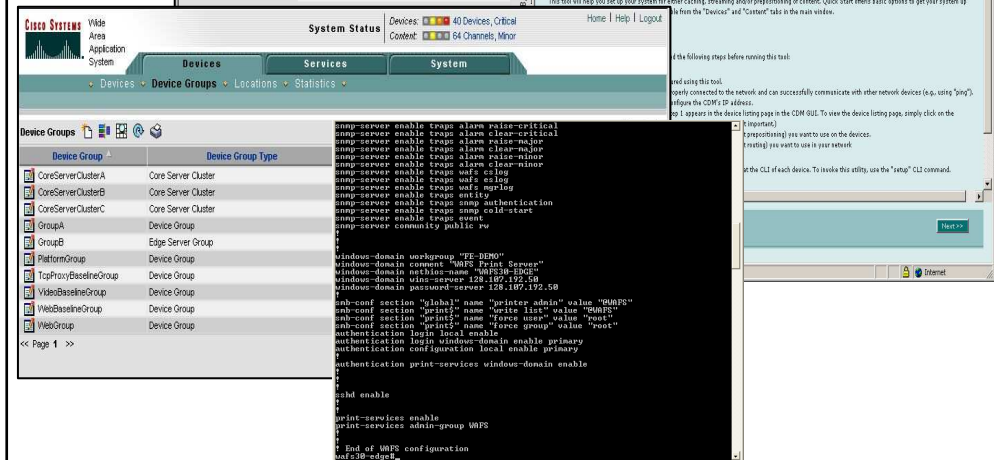 This tool will help you set up your system for either caching, streaming and/or prepositioning of content. Quick Start offers basic options to get your system up
le from the "Devices" and "Content" tabs in the main window.
CISCO SYSTEMS
Wide
Area
Application
System
System Status
Devices: 40 Devices, Critical
Content: 64 Channels, Minor
Home | Help | Logout
Devices
Services
System
Devices Device Groups Locations Statistics
d the following steps before running this tool:
ured using this tool.
operly connected to the network and can successfully communicate with other network devices (e.g., using "ping").
nfigure the CDM's IP address.
ep 1 appears in the device listing page in the CDM GUI. To view the device listing page, simply click on the
t important.)
t prepositioning) you want to use on the devices.
t routing) you want to use in your network
at the CLI of each device. To invoke this utility, use the "setup" CLI command.
Next >>
Internet
Device Groups
Device Group Device Group Type
CoreServerClusterA Core Server Cluster
CoreServerClusterB Core Server Cluster
CoreServerClusterC Core Server Cluster
GroupA Device Group
GroupB Edge Server Group
PlatformGroup Device Group
TcpProxyBaselineGroup Device Group
VideoBaselineGroup Device Group
WebBaselineGroup Device Group
WebGroup Device Group
<< Page 1 >>
snmp-server enable traps alarm raise-critical
snmp-server enable traps alarm clear-critical
snmp-server enable traps alarm raise-major
snmp-server enable traps alarm clear-major
snmp-server enable traps alarm raise-minor
snmp-server enable traps alarm clear-minor
snmp-server enable traps wafs cslog
snmp-server enable traps wafs eslog
snmp-server enable traps wafs mgrlog
snmp-server enable traps entity
snmp-server enable traps snmp authentication
snmp-server enable traps snmp cold-start
snmp-server enable traps event
snmp-server community public rw
!
!
!
windows-domain workgroup "FE-DEMO"
windows-domain comment "WAFS Print Server"
windows-domain netbios-name "WAFS30-EDGE"
windows-domain wins-server 128.107.192.50
windows-domain password-server 128.107.192.50
!
smb-conf section "global" name "printer admin" value "@WAFS"
smb-conf section "print$" name "write list" value "@WAFS"
smb-conf section "print$" name "force user" value "root"
smb-conf section "print$" name "force group" value "root"
authentication login local enable
authentication login windows-domain enable primary
authentication configuration local enable primary
!
authentication print-services windows-domain enable
!
!
!
sshd enable
!
!
print-services enable
print-services admin-group WAFS
!
!
! End of WAFS configuration
wafs30-edge#